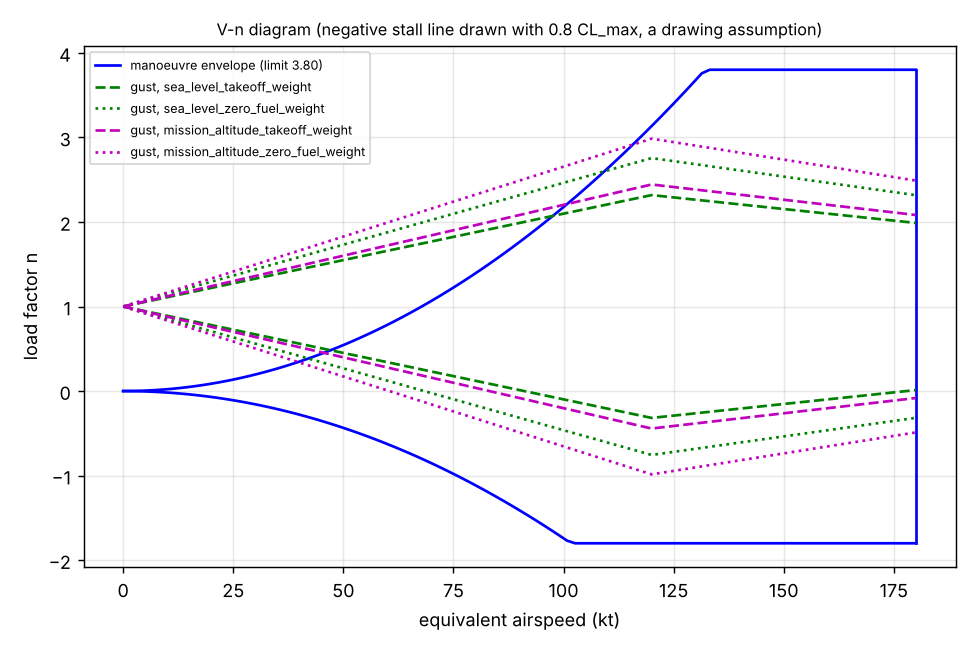 V-n diagram (negative stall line drawn with 0.8 CL_max, a drawing assumption)
manoeuvre envelope (limit 3.80)
gust, sea_level_takeoff_weight
gust, sea_level_zero_fuel_weight
gust, mission_altitude_takeoff_weight
gust, mission_altitude_zero_fuel_weight
4
3
2
1
0
−1
−2
load factor n
0 25 50 75 100 125 150 175
equivalent airspeed (kt)